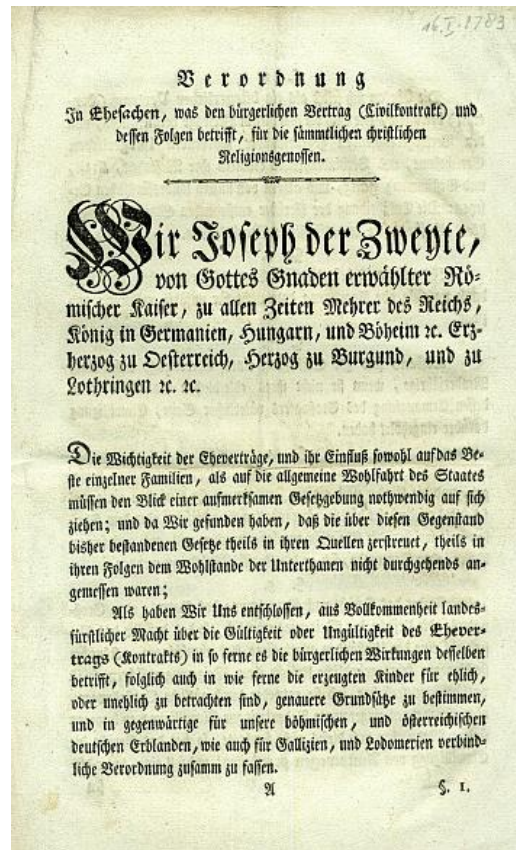 16.I.1783
Verordnung
In Ehesachen, was den bürgerlichen Vertrag (Civilkontrakt) und
dessen Folgen betrifft, für die sämmtlichen christlichen
Religionsgenossen.
Wir Joseph der Zweyte,
von Gottes Gnaden erwählter Rö-
mischer Kaiser, zu allen Zeiten Mehrer des Reichs,
König in Germanien, Hungarn, und Böheim ꝛc. Erz-
herzog zu Oesterreich, Herzog zu Burgund, und zu
Lothringen ꝛc. ꝛc.
Die Wichtigkeit der Eheverträge, und ihr Einfluß sowohl auf das Be-
ste einzelner Familien, als auf die allgemeine Wohlfahrt des Staates
müssen den Blick einer aufmerksamen Gesetzgebung nothwendig auf sich
ziehen; und da Wir gefunden haben, daß die über diesen Gegenstand
bisher bestandenen Gesetze theils in ihren Quellen zerstreuet, theils in
ihren Folgen dem Wohlstande der Unterthanen nicht durchgehends an-
gemessen waren;
Als haben Wir Uns entschlossen, aus Vollkommenheit landes-
fürstlicher Macht über die Gültigkeit oder Ungültigkeit des Ehever-
trags (Kontrakts) in so ferne es die bürgerlichen Wirkungen desselben
betrifft, folglich auch in wie ferne die erzeugten Kinder für ehlich,
oder unehlich zu betrachten sind, genauere Grundsätze zu bestimmen,
und in gegenwärtige für unsere böhmischen, und österreichischen
deutschen Erblanden, wie auch für Gallizien, und Lodomerien verbind-
liche Verordnung zusamm zu fassen.
A §. 1.